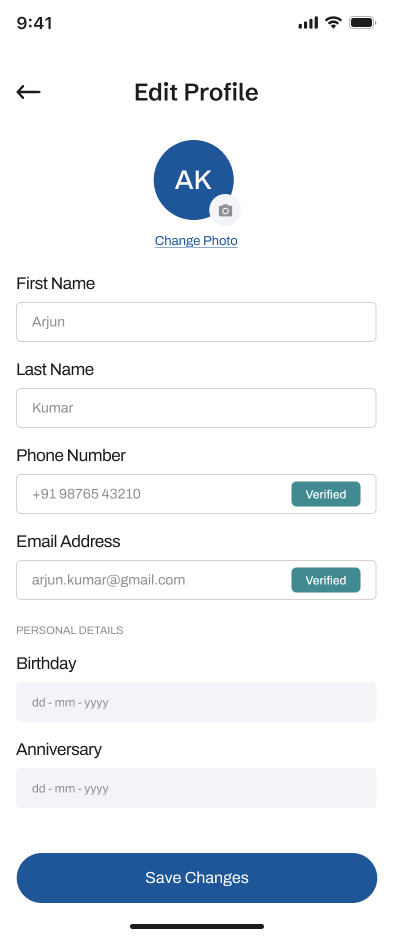 9:41
Edit Profile
AK
Change Photo
First Name
Arjun
Last Name
Kumar
Phone Number
+91 98765 43210 Verified
Email Address
arjun.kumar@gmail.com Verified
PERSONAL DETAILS
Birthday
dd - mm - yyyy
Anniversary
dd - mm - yyyy
Save Changes